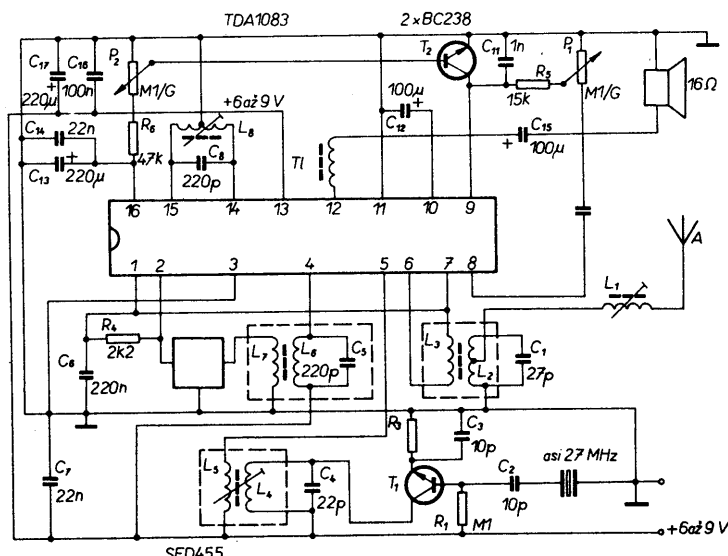 TDA1083
2×BC238
C17
220µ
+
C16
100n
P2
M1/G
T2
C11
1n
R5
15k
P1
M1/G
16Ω
+6až9V
100µ
+
C12
C14
22n
R6
47k
L8
C8
220p
Tl
+
C15
100µ
C13
+
220µ
16 15 14 13 12 11 10 9
1 2 3 4 5 6 7 8
A
L1
R4
2k2
C6
220n
L7
L6
220p
C5
L3
L2
C1
27p
R3
C3
10p
C7
22n
L5
L4
C4
22p
T1
C2
10p
asi 27 MHz
R1
M1
+6až9V
SFD455